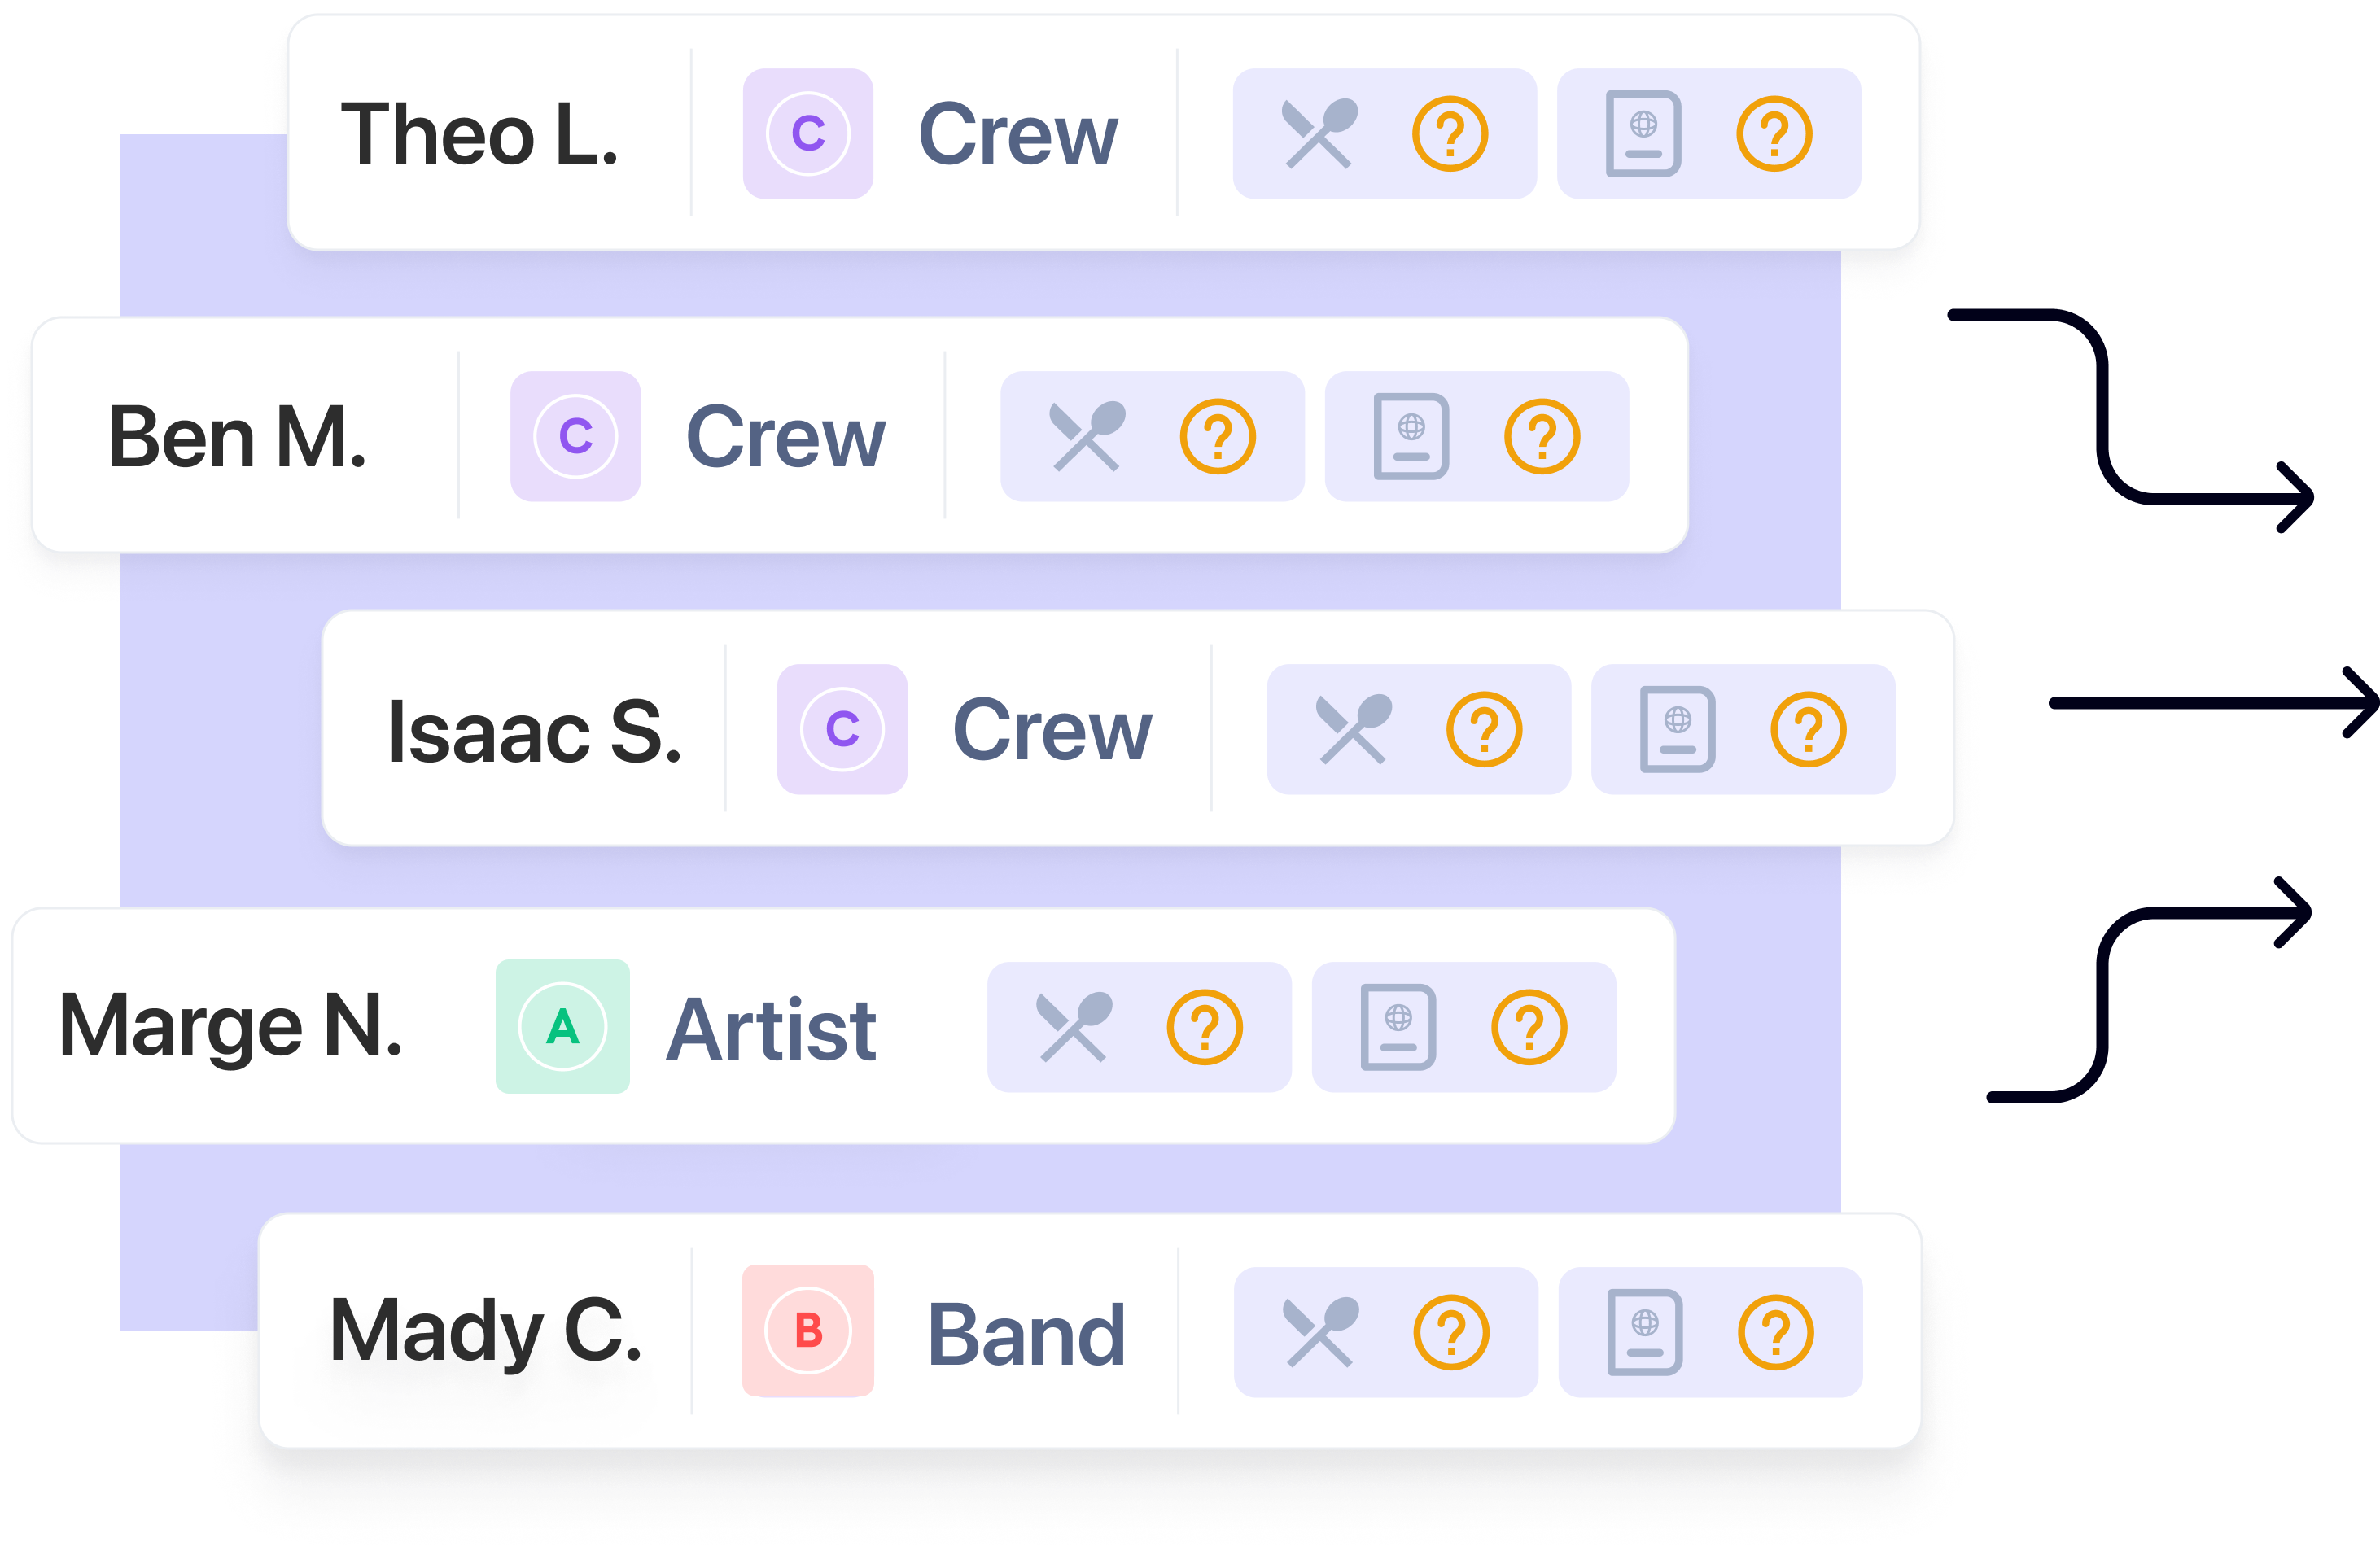 Theo L. C Crew ? ?
Ben M. C Crew ? ?
Isaac S. C Crew ? ?
Marge N. A Artist ? ?
Mady C. B Band ? ?